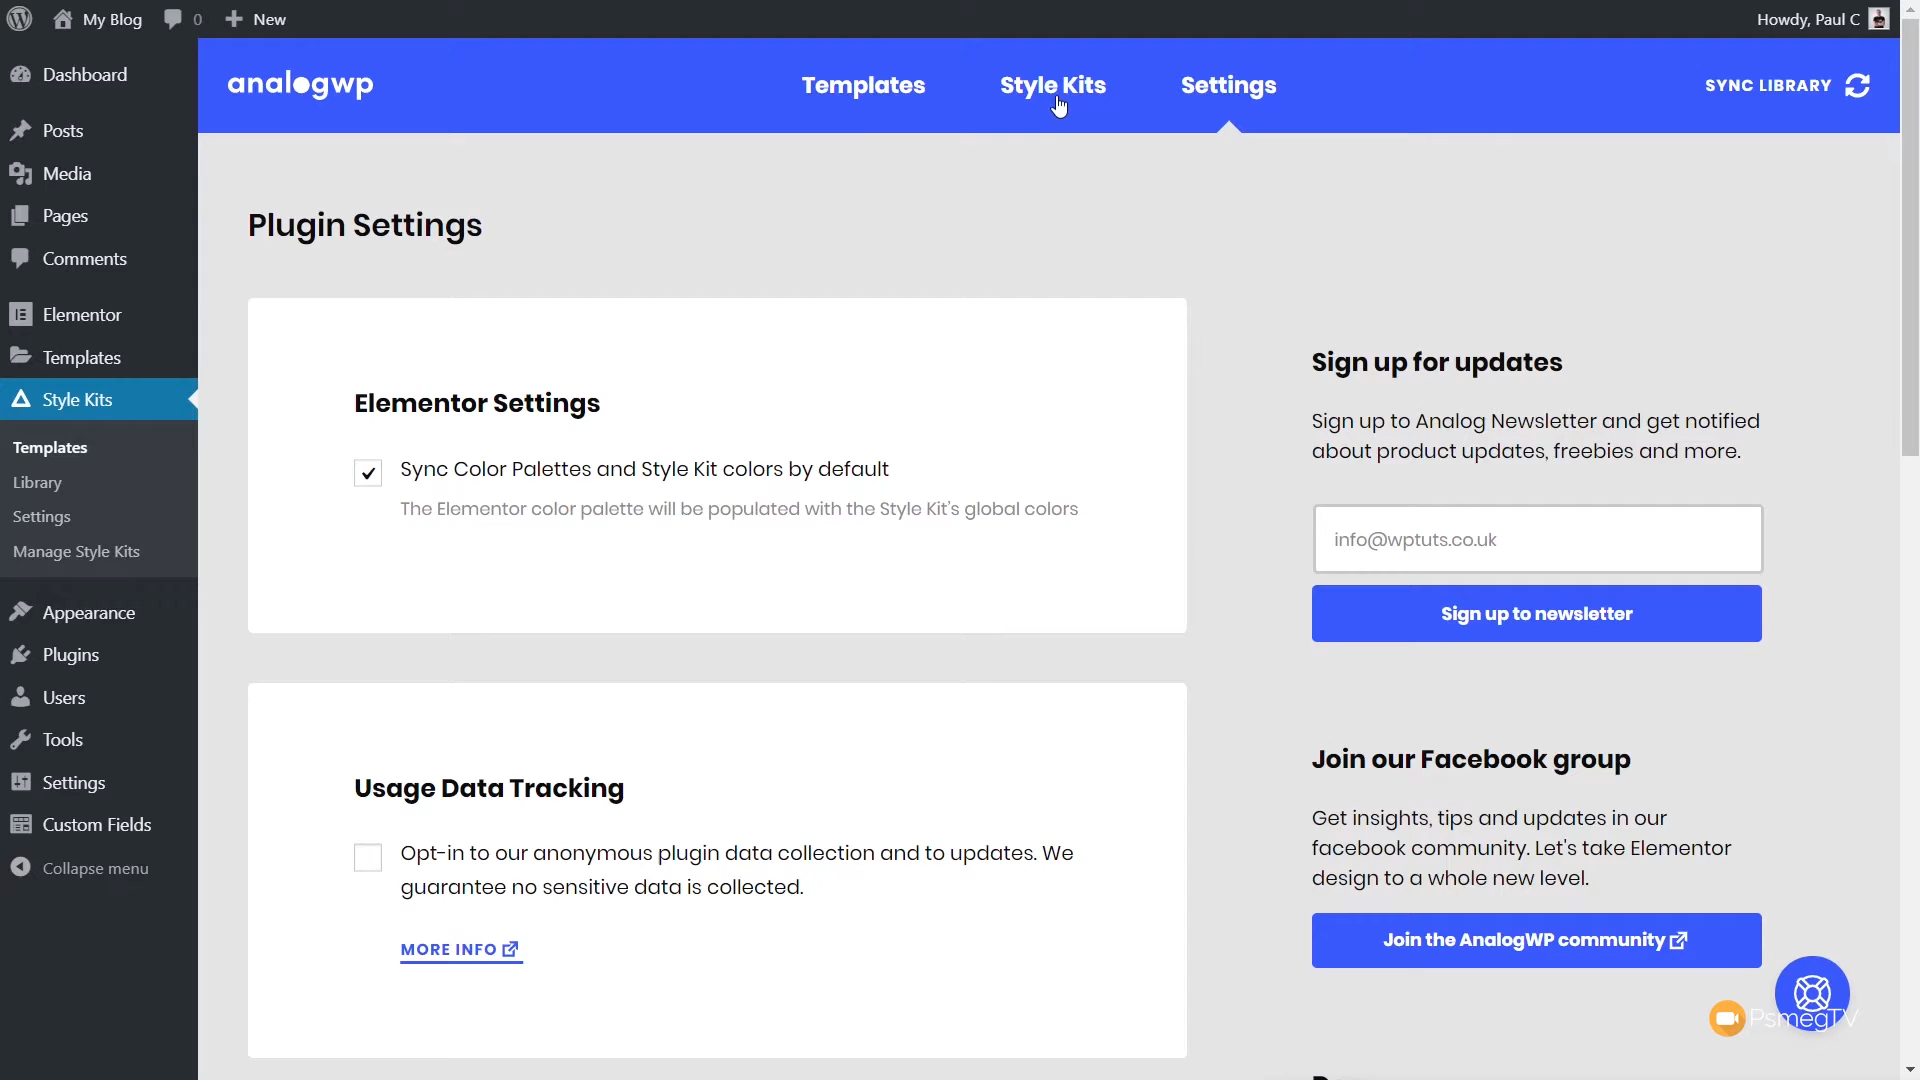 My Blog
0
New
Howdy, Paul C
Dashboard
Posts
Media
Pages
Comments
Elementor
Templates
Style Kits
Templates
Library
Settings
Manage Style Kits
Appearance
Plugins
Users
Tools
Settings
Custom Fields
Collapse menu
analogwp
Templates
Style Kits
Settings
SYNC LIBRARY
Plugin Settings
Elementor Settings
Sync Color Palettes and Style Kit colors by default
The Elementor color palette will be populated with the Style Kit's global colors
Usage Data Tracking
Opt-in to our anonymous plugin data collection and to updates. We
guarantee no sensitive data is collected.
MORE INFO
Sign up for updates
Sign up to Analog Newsletter and get notified
about product updates, freebies and more.
info@wptuts.co.uk
Sign up to newsletter
Join our Facebook group
Get insights, tips and updates in our
facebook community. Let's take Elementor
design to a whole new level.
Join the AnalogWP community
PsmegTV